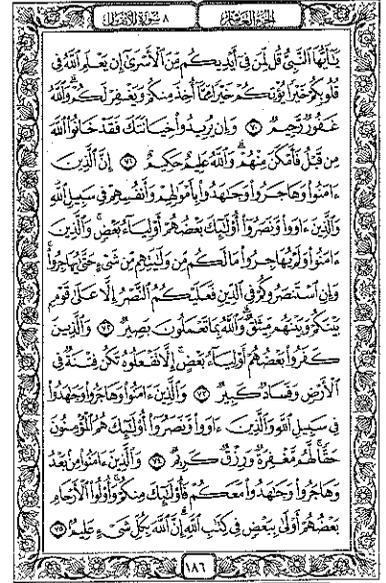 الجزء العاشر
٨ سورة الأنفال
يَـٰٓأَيُّهَا ٱلنَّبِىُّ قُل لِّمَن فِىٓ أَيۡدِيكُم مِّنَ ٱلۡأَسۡرَىٰٓ إِن يَعۡلَمِ ٱللَّهُ فِى
قُلُوبِكُمۡ خَيۡرٗا يُؤۡتِكُمۡ خَيۡرٗا مِّمَّآ أُخِذَ مِنكُمۡ وَيَغۡفِرۡ لَكُمۡۚ وَٱللَّهُ
غَفُورٞ رَّحِيمٞ ٧٠ وَإِن يُرِيدُواْ خِيَانَتَكَ فَقَدۡ خَانُواْ ٱللَّهَ
مِن قَبۡلُ فَأَمۡكَنَ مِنۡهُمۡۗ وَٱللَّهُ عَلِيمٌ حَكِيمٌ ٧١ إِنَّ ٱلَّذِينَ
ءَامَنُواْ وَهَاجَرُواْ وَجَـٰهَدُواْ بِأَمۡوَٰلِهِمۡ وَأَنفُسِهِمۡ فِى سَبِيلِ ٱللَّهِ
وَٱلَّذِينَ ءَاوَواْ وَّنَصَرُوٓاْ أُوْلَـٰٓئِكَ بَعۡضُهُمۡ أَوۡلِيَآءُ بَعۡضٖۚ وَٱلَّذِينَ
ءَامَنُواْ وَلَمۡ يُهَاجِرُواْ مَا لَكُم مِّن وَلَـٰيَتِهِم مِّن شَىۡءٍ حَتَّىٰ يُهَاجِرُواْۚ
وَإِنِ ٱسۡتَنصَرُوكُمۡ فِى ٱلدِّينِ فَعَلَيۡكُمُ ٱلنَّصۡرُ إِلَّا عَلَىٰ قَوۡمِۭ
بَيۡنَكُمۡ وَبَيۡنَهُم مِّيثَـٰقٞۗ وَٱللَّهُ بِمَا تَعۡمَلُونَ بَصِيرٞ ٧٢ وَٱلَّذِينَ
كَفَرُواْ بَعۡضُهُمۡ أَوۡلِيَآءُ بَعۡضٍۚ إِلَّا تَفۡعَلُوهُ تَكُن فِتۡنَةٞ فِى
ٱلۡأَرۡضِ وَفَسَادٞ كَبِيرٞ ٧٣ وَٱلَّذِينَ ءَامَنُواْ وَهَاجَرُواْ وَجَـٰهَدُواْ
فِى سَبِيلِ ٱللَّهِ وَٱلَّذِينَ ءَاوَواْ وَّنَصَرُوٓاْ أُوْلَـٰٓئِكَ هُمُ ٱلۡمُؤۡمِنُونَ
حَقّٗاۚ لَّهُم مَّغۡفِرَةٞ وَرِزۡقٞ كَرِيمٞ ٧٤ وَٱلَّذِينَ ءَامَنُواْ مِنۢ بَعۡدُ
وَهَاجَرُواْ وَجَـٰهَدُواْ مَعَكُمۡ فَأُوْلَـٰٓئِكَ مِنكُمۡۚ وَأُوْلُواْ ٱلۡأَرۡحَامِ
بَعۡضُهُمۡ أَوۡلَىٰ بِبَعۡضٖ فِى كِتَـٰبِ ٱللَّهِۗ إِنَّ ٱللَّهَ بِكُلِّ شَىۡءٍ عَلِيمُۢ ٧٥
١٨٦